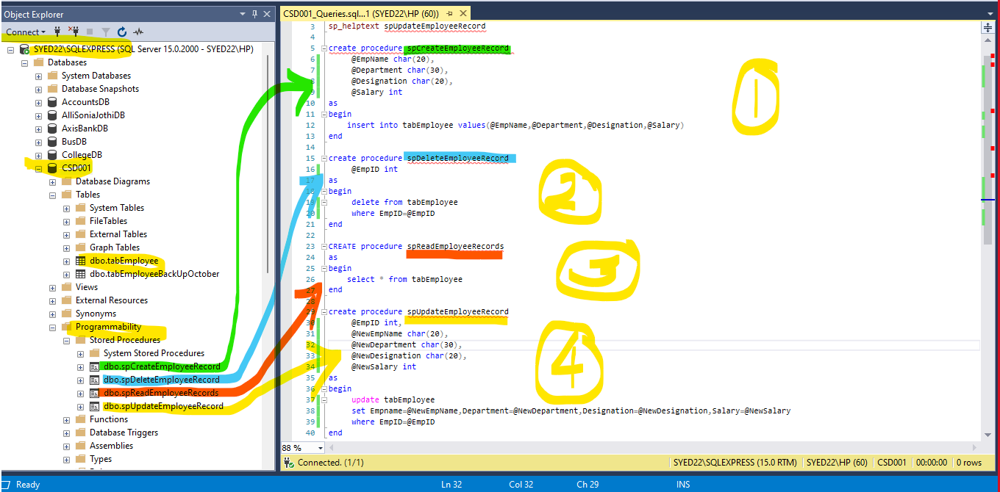 Object Explorer
Connect
SYED22\SQLEXPRESS (SQL Server 15.0.2000 - SYED22\HP)
Databases
System Databases
Database Snapshots
AccountsDB
AlliSoniaJothiDB
AxisBankDB
BusDB
CollegeDB
CSD001
Database Diagrams
Tables
System Tables
FileTables
External Tables
Graph Tables
dbo.tabEmployee
dbo.tabEmployeeBackUpOctober
Views
External Resources
Synonyms
Programmability
Stored Procedures
System Stored Procedures
dbo.spCreateEmployeeRecord
dbo.spDeleteEmployeeRecord
dbo.spReadEmployeeRecords
dbo.spUpdateEmployeeRecord
Functions
Database Triggers
Assemblies
Types
CSD001_Queries.sql...1 (SYED22\HP (60))
3 sp_helptext spUpdateEmployeeRecord
4
5 create procedure spCreateEmployeeRecord
6 @EmpName char(20),
7 @Department char(30),
8 @Designation char(20),
9 @Salary int
10 as
11 begin
12 insert into tabEmployee values(@EmpName,@Department,@Designation,@Salary)
13 end
14
15 create procedure spDeleteEmployeeRecord
16 @EmpID int
17 as
18 begin
19 delete from tabEmployee
20 where EmpID=@EmpID
21 end
22
23 CREATE procedure spReadEmployeeRecords
24 as
25 begin
26 select * from tabEmployee
27 end
28
29 create procedure spUpdateEmployeeRecord
30 @EmpID int,
31 @NewEmpName char(20),
32 @NewDepartment char(30),
33 @NewDesignation char(20),
34 @NewSalary int
35 as
36 begin
37 update tabEmployee
38 set Empname=@NewEmpName,Department=@NewDepartment,Designation=@NewDesignation,Salary=@NewSalary
39 where EmpID=@EmpID
40 end
1
2
3
4
88 %
Connected. (1/1)
SYED22\SQLEXPRESS (15.0 RTM) SYED22\HP (60) CSD001 00:00:00 0 rows
Ready Ln 32 Col 32 Ch 29 INS